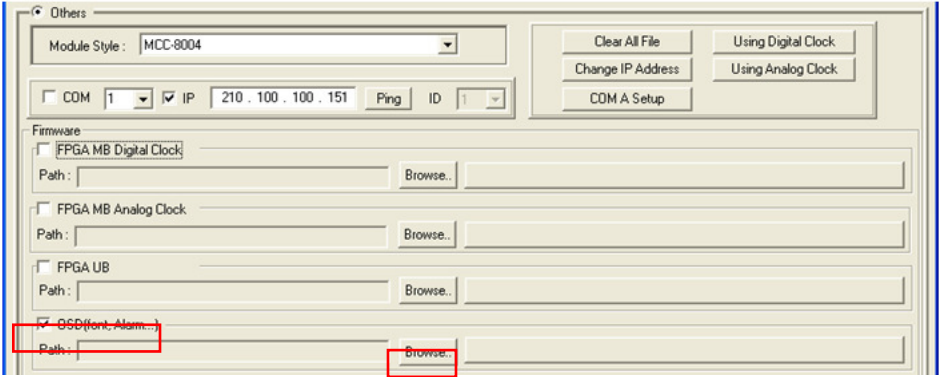 Others
Module Style : MCC-8004
Clear All File Using Digital Clock
Change IP Address Using Analog Clock
COM 1 IP 210 . 100 . 100 . 151 Ping ID 1
COM A Setup
Firmware
FPGA MB Digital Clock
Path : Browse..
FPGA MB Analog Clock
Path : Browse..
FPGA UB
Path : Browse..
OSD(font, Alarm...)
Path : Browse..